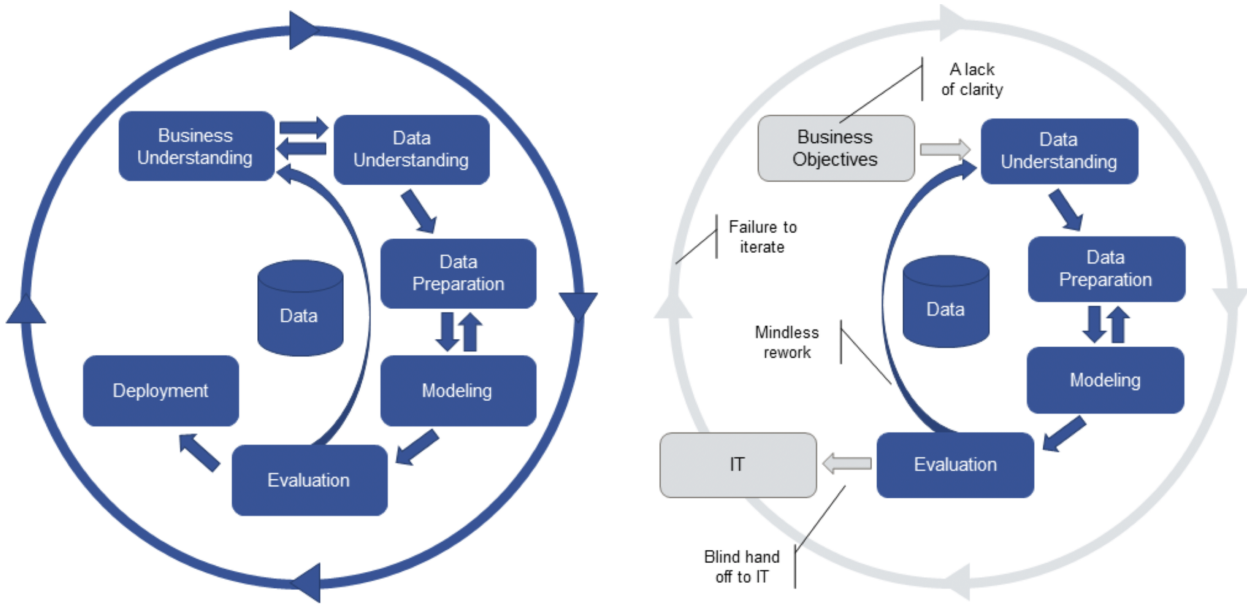 Business
Understanding
Data
Understanding
Data
Preparation
Data
Modeling
Deployment
Evaluation
A lack
of clarity
Business
Objectives
Data
Understanding
Failure to
iterate
Data
Preparation
Data
Mindless
rework
Modeling
IT
Evaluation
Blind hand
off to IT